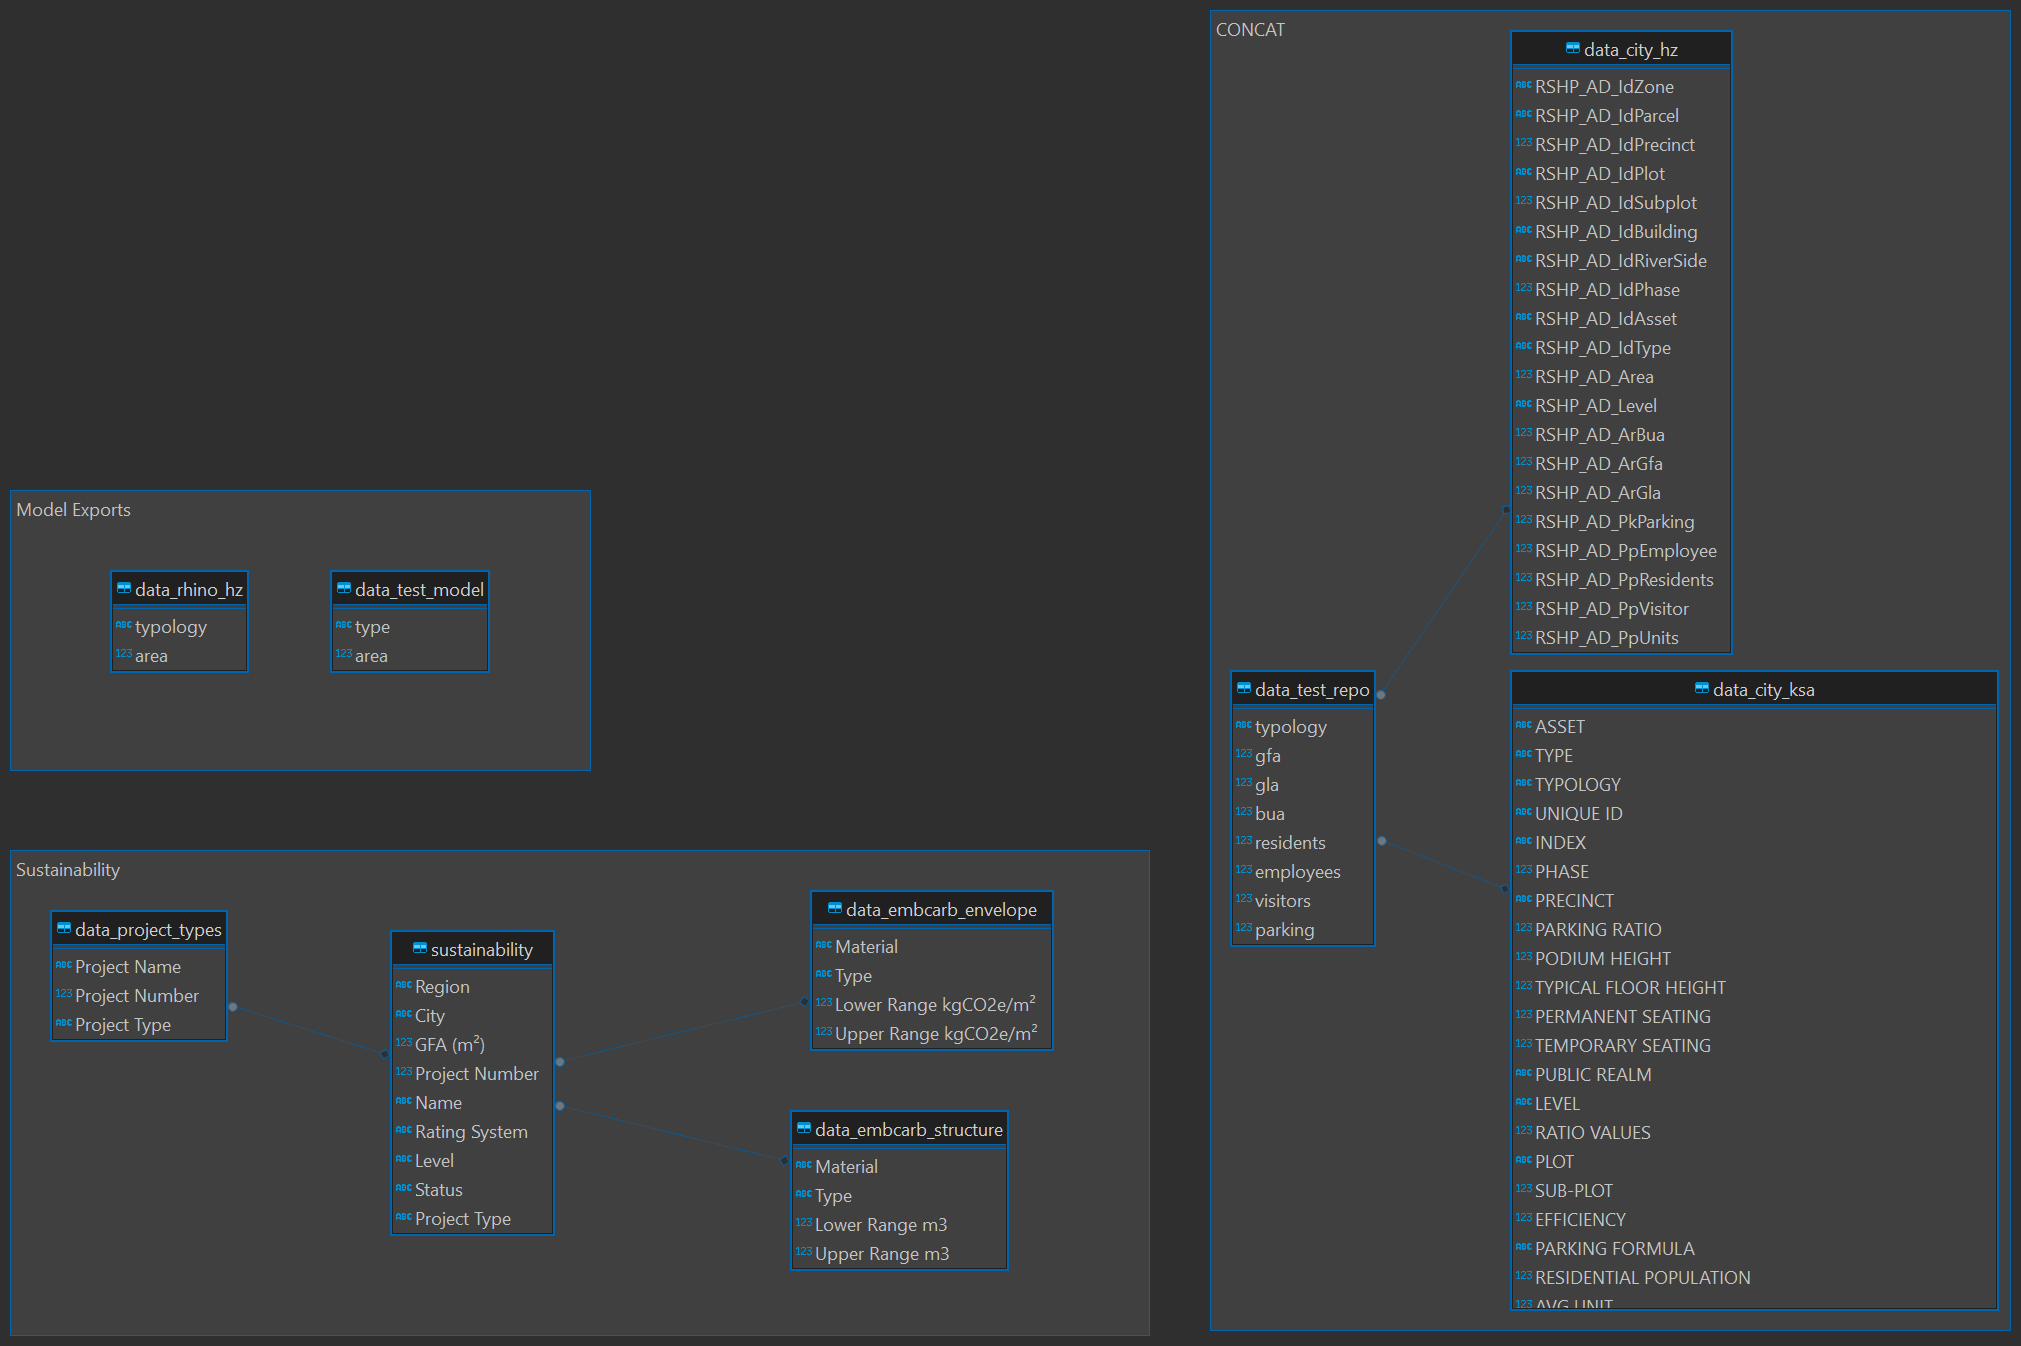 CONCAT
data_city_hz
ABC RSHP_AD_IdZone
ABC RSHP_AD_IdParcel
123 RSHP_AD_IdPrecinct
ABC RSHP_AD_IdPlot
123 RSHP_AD_IdSubplot
ABC RSHP_AD_IdBuilding
ABC RSHP_AD_IdRiverSide
123 RSHP_AD_IdPhase
ABC RSHP_AD_IdAsset
ABC RSHP_AD_IdType
123 RSHP_AD_Area
ABC RSHP_AD_Level
123 RSHP_AD_ArBua
123 RSHP_AD_ArGfa
123 RSHP_AD_ArGla
123 RSHP_AD_PkParking
123 RSHP_AD_PpEmployee
123 RSHP_AD_PpResidents
123 RSHP_AD_PpVisitor
123 RSHP_AD_PpUnits
Model Exports
data_rhino_hz
ABC typology
123 area
data_test_model
ABC type
123 area
data_test_repo
ABC typology
123 gfa
123 gla
123 bua
123 residents
123 employees
123 visitors
123 parking
data_city_ksa
ABC ASSET
ABC TYPE
ABC TYPOLOGY
ABC UNIQUE ID
ABC INDEX
123 PHASE
ABC PRECINCT
123 PARKING RATIO
123 PODIUM HEIGHT
123 TYPICAL FLOOR HEIGHT
123 PERMANENT SEATING
123 TEMPORARY SEATING
ABC PUBLIC REALM
ABC LEVEL
123 RATIO VALUES
ABC PLOT
123 SUB-PLOT
123 EFFICIENCY
ABC PARKING FORMULA
123 RESIDENTIAL POPULATION
123 AVG UNIT
Sustainability
data_project_types
ABC Project Name
123 Project Number
ABC Project Type
sustainability
ABC Region
ABC City
123 GFA (m²)
123 Project Number
ABC Name
ABC Rating System
ABC Level
ABC Status
ABC Project Type
data_embcarb_envelope
ABC Material
ABC Type
123 Lower Range kgCO2e/m²
123 Upper Range kgCO2e/m²
data_embcarb_structure
ABC Material
ABC Type
123 Lower Range m3
123 Upper Range m3